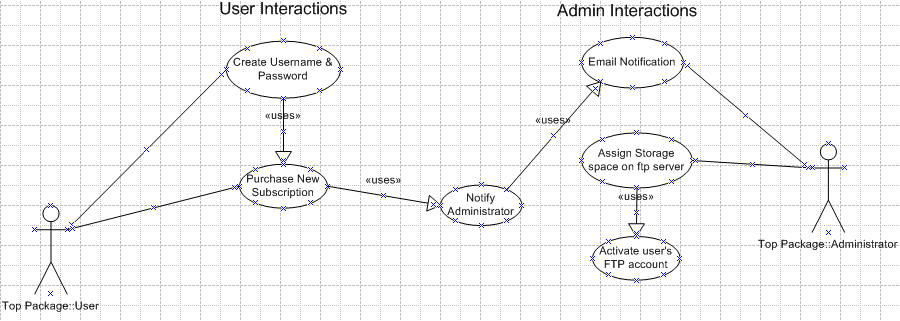 User Interactions
Admin Interactions
Create Username &
Password
«uses»
Purchase New
Subscription
«uses»
Notify
Administrator
«uses»
Email Notification
Assign Storage
space on ftp server
«uses»
Activate user's
FTP account
Top Package::User
Top Package::Administrator